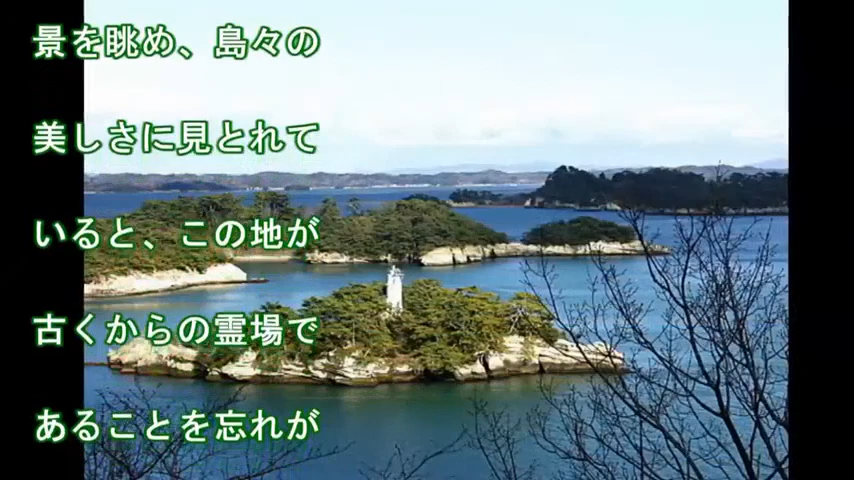 景を眺め、島々の
美しさに見とれて
いると、この地が
古くからの霊場で
あることを忘れが